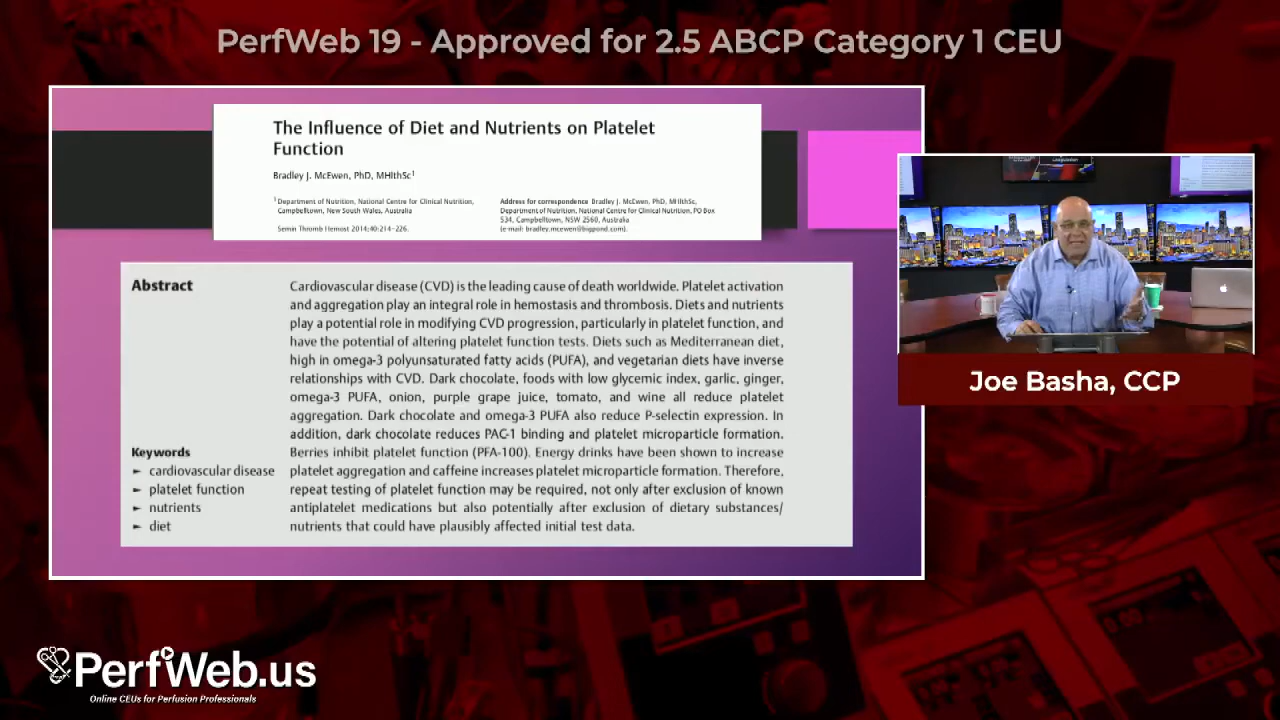 PerfWeb 19 - Approved for 2.5 ABCP Category 1 CEU
The Influence of Diet and Nutrients on Platelet
Function
Bradley J. McEwen, PhD, MHlthSc1
1 Department of Nutrition, National Centre for Clinical Nutrition,
Campbelltown, New South Wales, Australia
Semin Thromb Hemost 2014;40:214–226.
Address for correspondence Bradley J. McEwen, PhD, MHlthSc,
Department of Nutrition, National Centre for Clinical Nutrition, PO Box
534, Campbelltown, NSW 2560, Australia
(e-mail: bradley.mcewen@bigpond.com).
Abstract
Cardiovascular disease (CVD) is the leading cause of death worldwide. Platelet activation
and aggregation play an integral role in hemostasis and thrombosis. Diets and nutrients
play a potential role in modifying CVD progression, particularly in platelet function, and
have the potential of altering platelet function tests. Diets such as Mediterranean diet,
high in omega-3 polyunsaturated fatty acids (PUFA), and vegetarian diets have inverse
relationships with CVD. Dark chocolate, foods with low glycemic index, garlic, ginger,
omega-3 PUFA, onion, purple grape juice, tomato, and wine all reduce platelet
aggregation. Dark chocolate and omega-3 PUFA also reduce P-selectin expression. In
addition, dark chocolate reduces PAC-1 binding and platelet microparticle formation.
Berries inhibit platelet function (PFA-100). Energy drinks have been shown to increase
platelet aggregation and caffeine increases platelet microparticle formation. Therefore,
repeat testing of platelet function may be required, not only after exclusion of known
antiplatelet medications but also potentially after exclusion of dietary substances/
nutrients that could have plausibly affected initial test data.
Keywords
► cardiovascular disease
► platelet function
► nutrients
► diet
Joe Basha, CCP
PerfWeb.us
Online CEUs for Perfusion Professionals